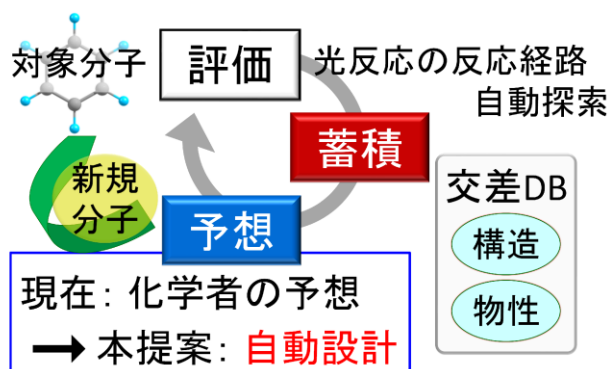 対象分子
評価
光反応の反応経路
自動探索
蓄積
新規
分子
予想
交差DB
構造
物性
現在: 化学者の予想
→ 本提案: 自動設計